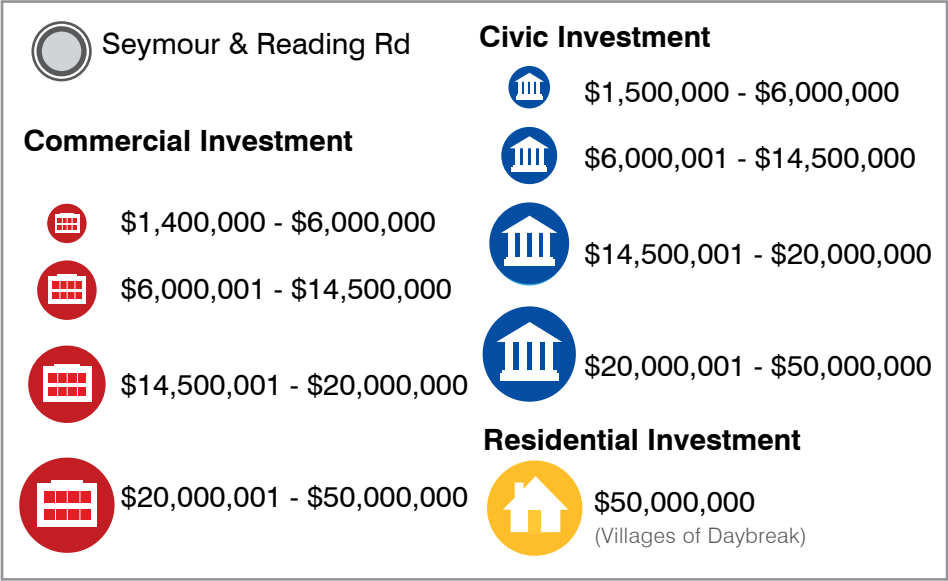 Seymour & Reading Rd
Commercial Investment
$1,400,000 - $6,000,000
$6,000,001 - $14,500,000
$14,500,001 - $20,000,000
$20,000,001 - $50,000,000
Civic Investment
$1,500,000 - $6,000,000
$6,000,001 - $14,500,000
$14,500,001 - $20,000,000
$20,000,001 - $50,000,000
Residential Investment
$50,000,000
(Villages of Daybreak)